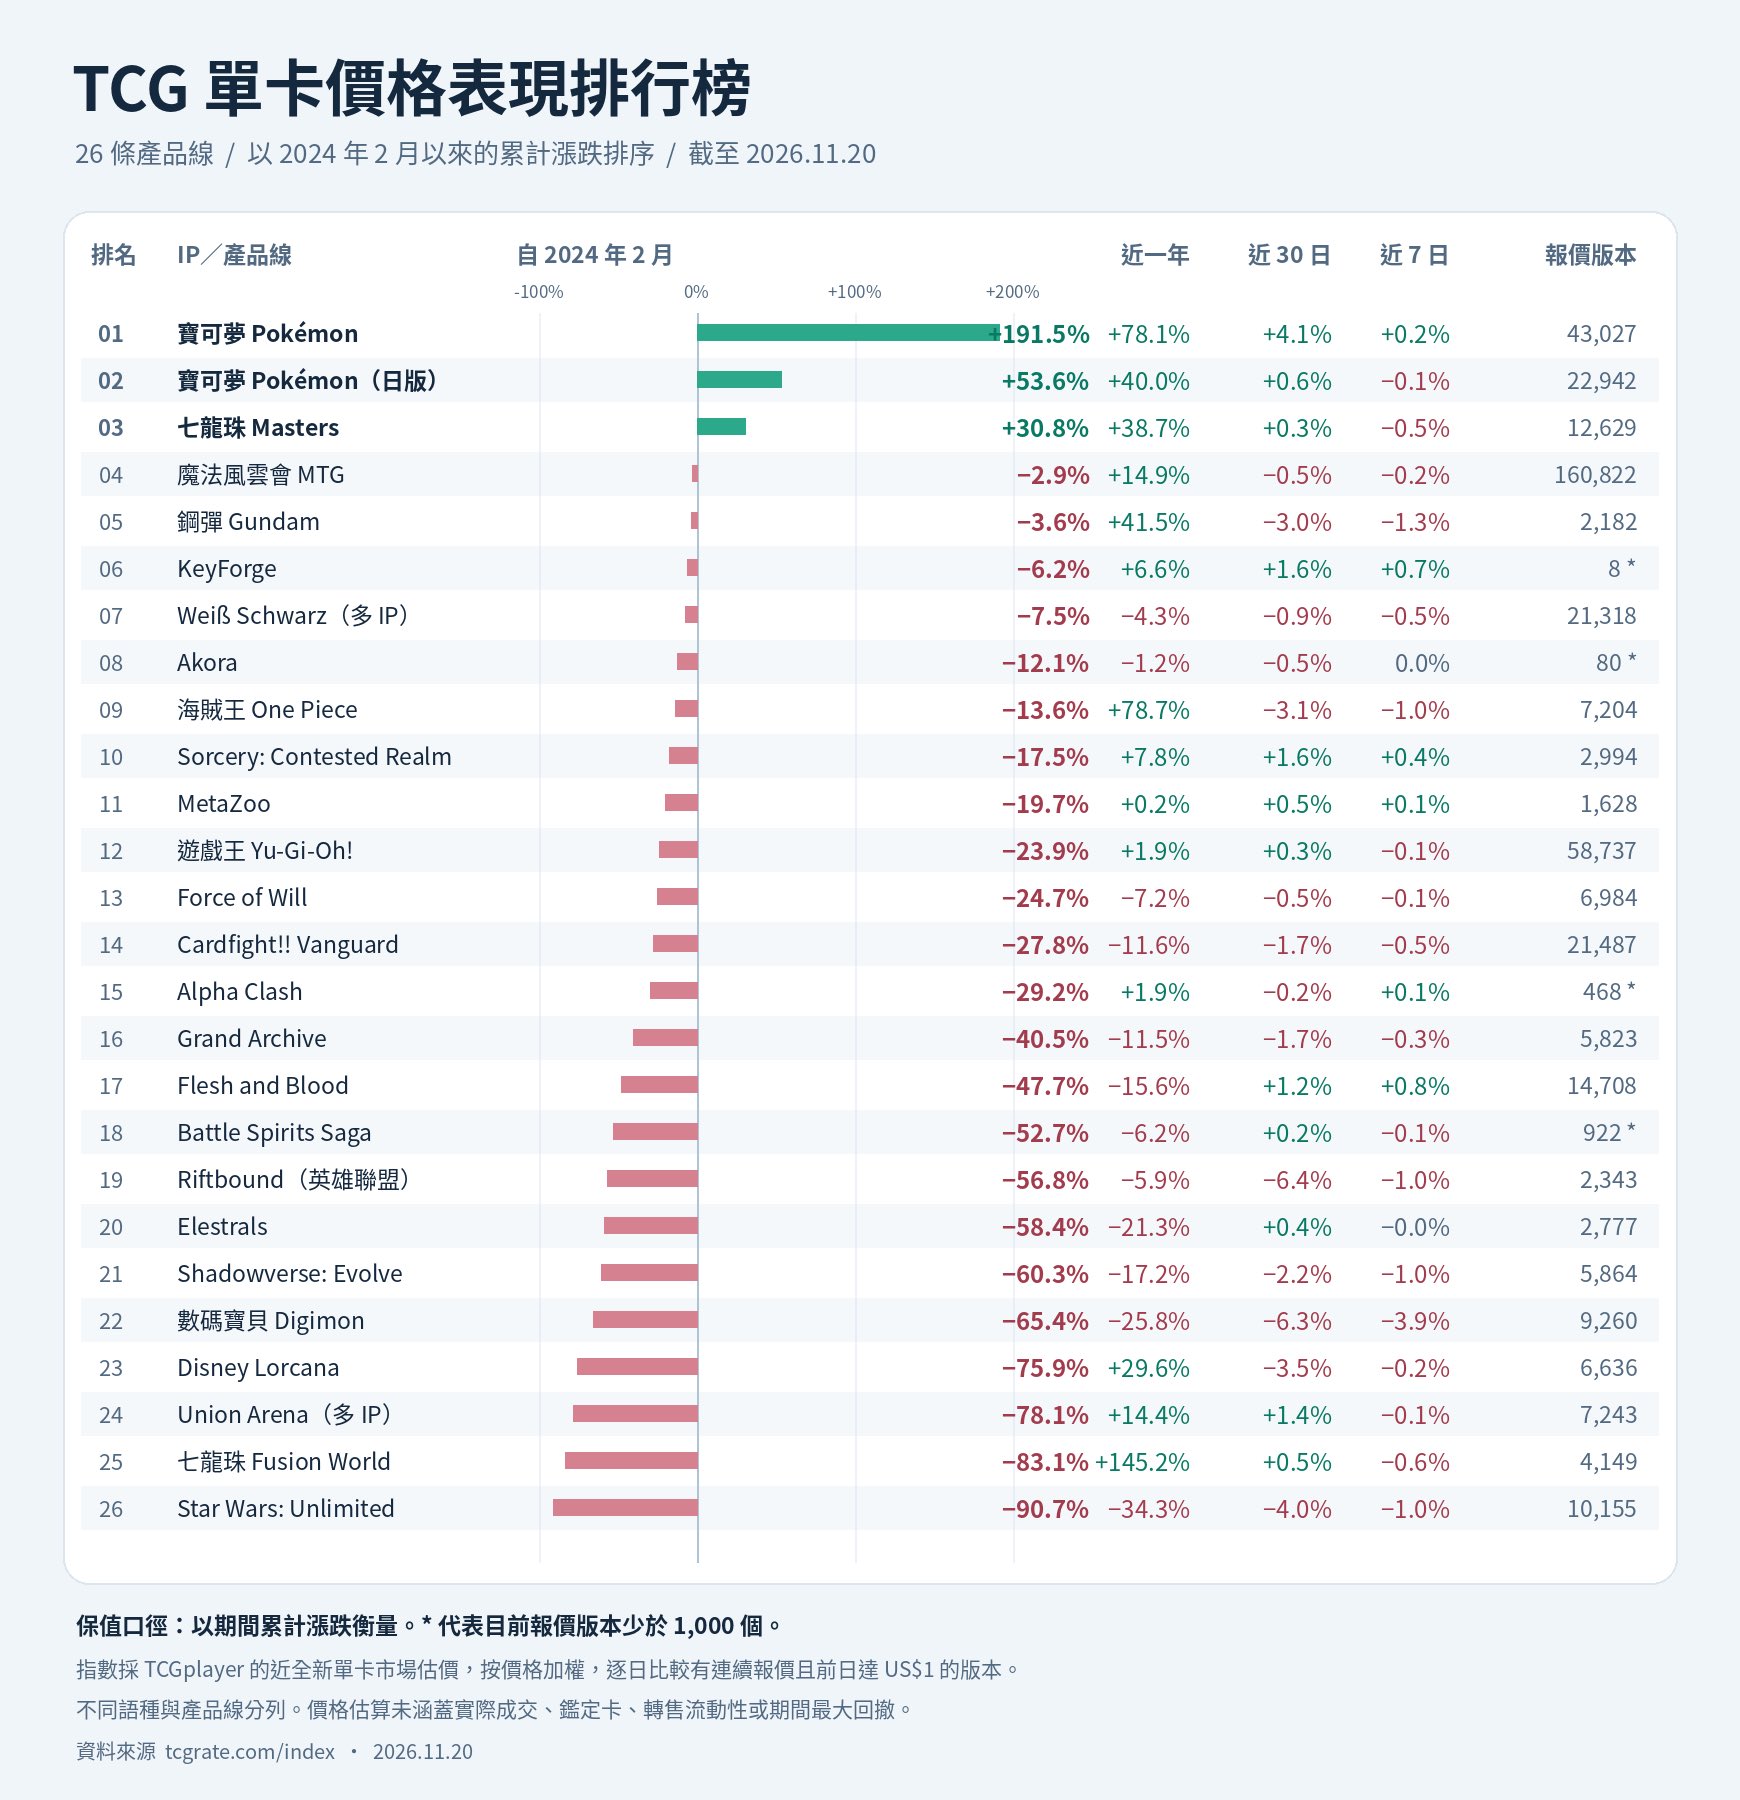 TCG 單卡價格表現排行榜
26 條產品線 / 以 2024 年 2 月以來的累計漲跌排序 / 截至 2026.11.20
排名 IP／產品線 自 2024 年 2 月 近一年 近 30 日 近 7 日 報價版本
-100% 0% +100% +200%
01 寶可夢 Pokémon +191.5% +78.1% +4.1% +0.2% 43,027
02 寶可夢 Pokémon（日版） +53.6% +40.0% +0.6% −0.1% 22,942
03 七龍珠 Masters +30.8% +38.7% +0.3% −0.5% 12,629
04 魔法風雲會 MTG −2.9% +14.9% −0.5% −0.2% 160,822
05 鋼彈 Gundam −3.6% +41.5% −3.0% −1.3% 2,182
06 KeyForge −6.2% +6.6% +1.6% +0.7% 8 *
07 Weiß Schwarz（多 IP） −7.5% −4.3% −0.9% −0.5% 21,318
08 Akora −12.1% −1.2% −0.5% 0.0% 80 *
09 海賊王 One Piece −13.6% +78.7% −3.1% −1.0% 7,204
10 Sorcery: Contested Realm −17.5% +7.8% +1.6% +0.4% 2,994
11 MetaZoo −19.7% +0.2% +0.5% +0.1% 1,628
12 遊戲王 Yu-Gi-Oh! −23.9% +1.9% +0.3% −0.1% 58,737
13 Force of Will −24.7% −7.2% −0.5% −0.1% 6,984
14 Cardfight!! Vanguard −27.8% −11.6% −1.7% −0.5% 21,487
15 Alpha Clash −29.2% +1.9% −0.2% +0.1% 468 *
16 Grand Archive −40.5% −11.5% −1.7% −0.3% 5,823
17 Flesh and Blood −47.7% −15.6% +1.2% +0.8% 14,708
18 Battle Spirits Saga −52.7% −6.2% +0.2% −0.1% 922 *
19 Riftbound（英雄聯盟） −56.8% −5.9% −6.4% −1.0% 2,343
20 Elestrals −58.4% −21.3% +0.4% −0.0% 2,777
21 Shadowverse: Evolve −60.3% −17.2% −2.2% −1.0% 5,864
22 數碼寶貝 Digimon −65.4% −25.8% −6.3% −3.9% 9,260
23 Disney Lorcana −75.9% +29.6% −3.5% −0.2% 6,636
24 Union Arena（多 IP） −78.1% +14.4% +1.4% −0.1% 7,243
25 七龍珠 Fusion World −83.1% +145.2% +0.5% −0.6% 4,149
26 Star Wars: Unlimited −90.7% −34.3% −4.0% −1.0% 10,155
保值口徑：以期間累計漲跌衡量。* 代表目前報價版本少於 1,000 個。
指數採 TCGplayer 的近全新單卡市場估價，按價格加權，逐日比較有連續報價且前日達 US$1 的版本。
不同語種與產品線分列。價格估算未涵蓋實際成交、鑑定卡、轉售流動性或期間最大回撤。
資料來源 tcgrate.com/index ・ 2026.11.20